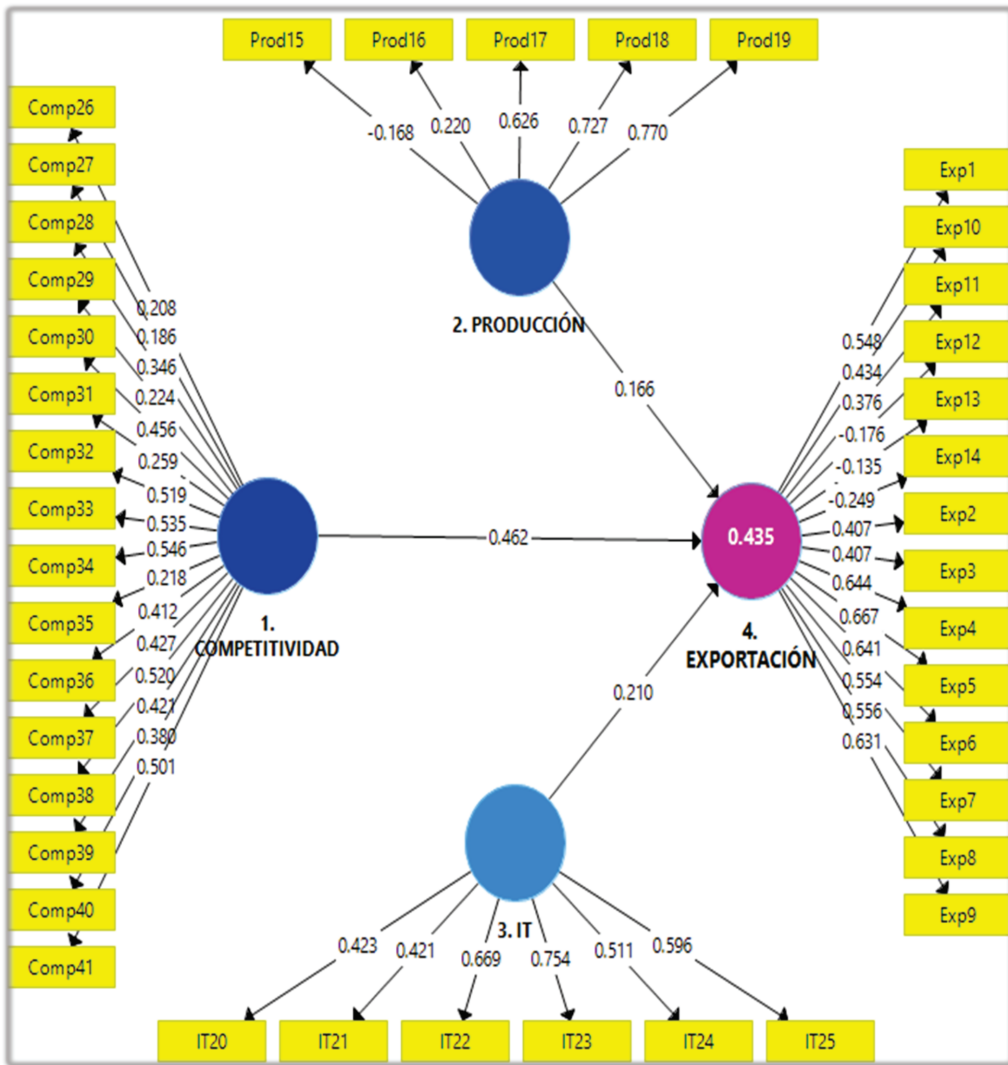 Prod15
Prod16
Prod17
Prod18
Prod19
-0.168
0.220
0.626
0.727
0.770
2. PRODUCCIÓN
0.166
Comp26
Comp27
Comp28
Comp29
Comp30
Comp31
Comp32
Comp33
Comp34
Comp35
Comp36
Comp37
Comp38
Comp39
Comp40
Comp41
0.208
0.186
0.346
0.224
0.456
0.259
0.519
0.535
0.546
0.218
0.412
0.427
0.520
0.421
0.380
0.501
1.
COMPETITIVIDAD
0.462
0.435
4.
EXPORTACIÓN
0.548
0.434
0.376
-0.176
-0.135
-0.249
0.407
0.407
0.644
0.667
0.641
0.554
0.556
0.631
Exp1
Exp10
Exp11
Exp12
Exp13
Exp14
Exp2
Exp3
Exp4
Exp5
Exp6
Exp7
Exp8
Exp9
0.210
3. IT
0.423
0.421
0.669
0.754
0.511
0.596
IT20
IT21
IT22
IT23
IT24
IT25